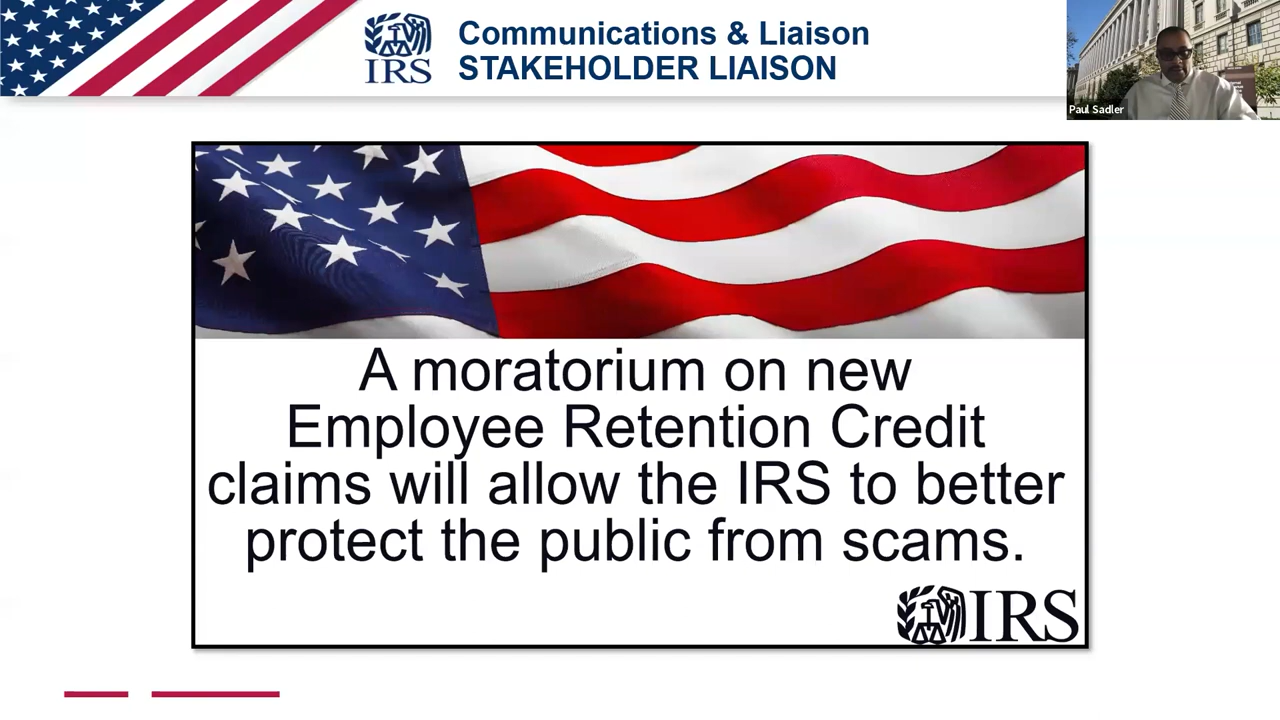 IRS
Communications & Liaison
STAKEHOLDER LIAISON
Paul Sadler
A moratorium on new
Employee Retention Credit
claims will allow the IRS to better
protect the public from scams.
IRS